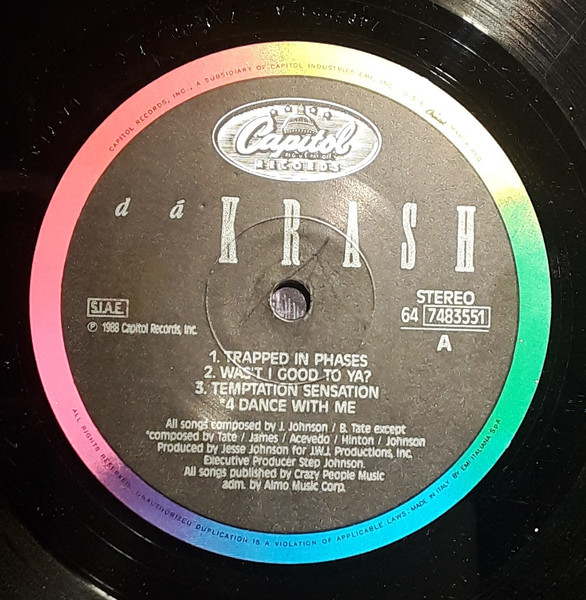 CAPITOL RECORDS, INC., A SUBSIDIARY OF CAPITOL INDUSTRIES-EMI, INC., U.S.A.
Capitol
RECORDS
dá KRASH
STEREO
64 7483551
A
S.I.A.E.
℗ 1988 Capitol Records, Inc.
1. TRAPPED IN PHASES
2. WAS'T I GOOD TO YA?
3. TEMPTATION SENSATION
*4 DANCE WITH ME
All songs composed by J. Johnson / B. Tate except
*composed by Tate / James / Acevedo / Hinton / Johnson
Produced by Jesse Johnson for J.W.J. Productions, Inc.
Executive Producer Step Johnson.
All songs published by Crazy People Music
adm. by Almo Music Corp.
ALL RIGHTS RESERVED. UNAUTHORIZED DUPLICATION IS A VIOLATION OF APPLICABLE LAWS - MADE IN ITALY BY EMI ITALIANA S.P.A.